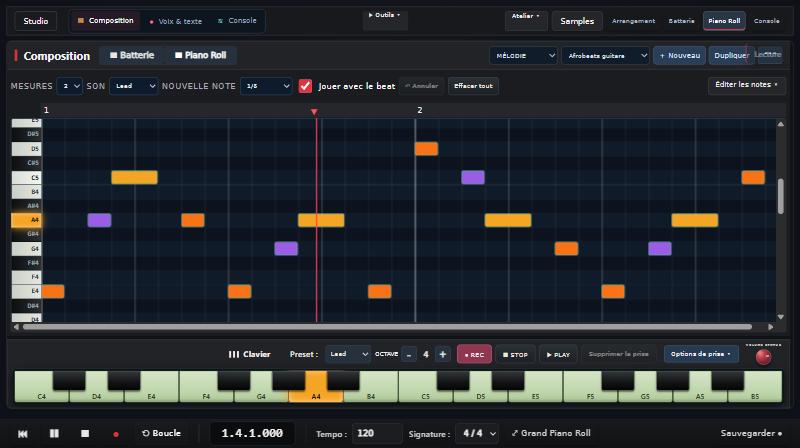 Studio Composition Voix & texte Console Outils Atelier Samples Arrangement Batterie Piano Roll Console
Composition Batterie Piano Roll MÉLODIE Afrobeats guitare + Nouveau Dupliquer Lecture
MESURES 2 SON Lead NOUVELLE NOTE 1/8 Jouer avec le beat Annuler Effacer tout Éditer les notes
1 2
E5
D#5
D5
C#5
C5
B4
A#4
A4
G#4
G4
F#4
F4
E4
D#4
D4
Clavier Preset : Lead OCTAVE - 4 + REC STOP PLAY Supprimer la prise Options de prise
C4 D4 E4 F4 G4 A4 B4 C5 D5 E5 F5 G5 A5 B5
Boucle 1.4.1.000 Tempo : 120 Signature : 4 / 4 Grand Piano Roll Sauvegarder